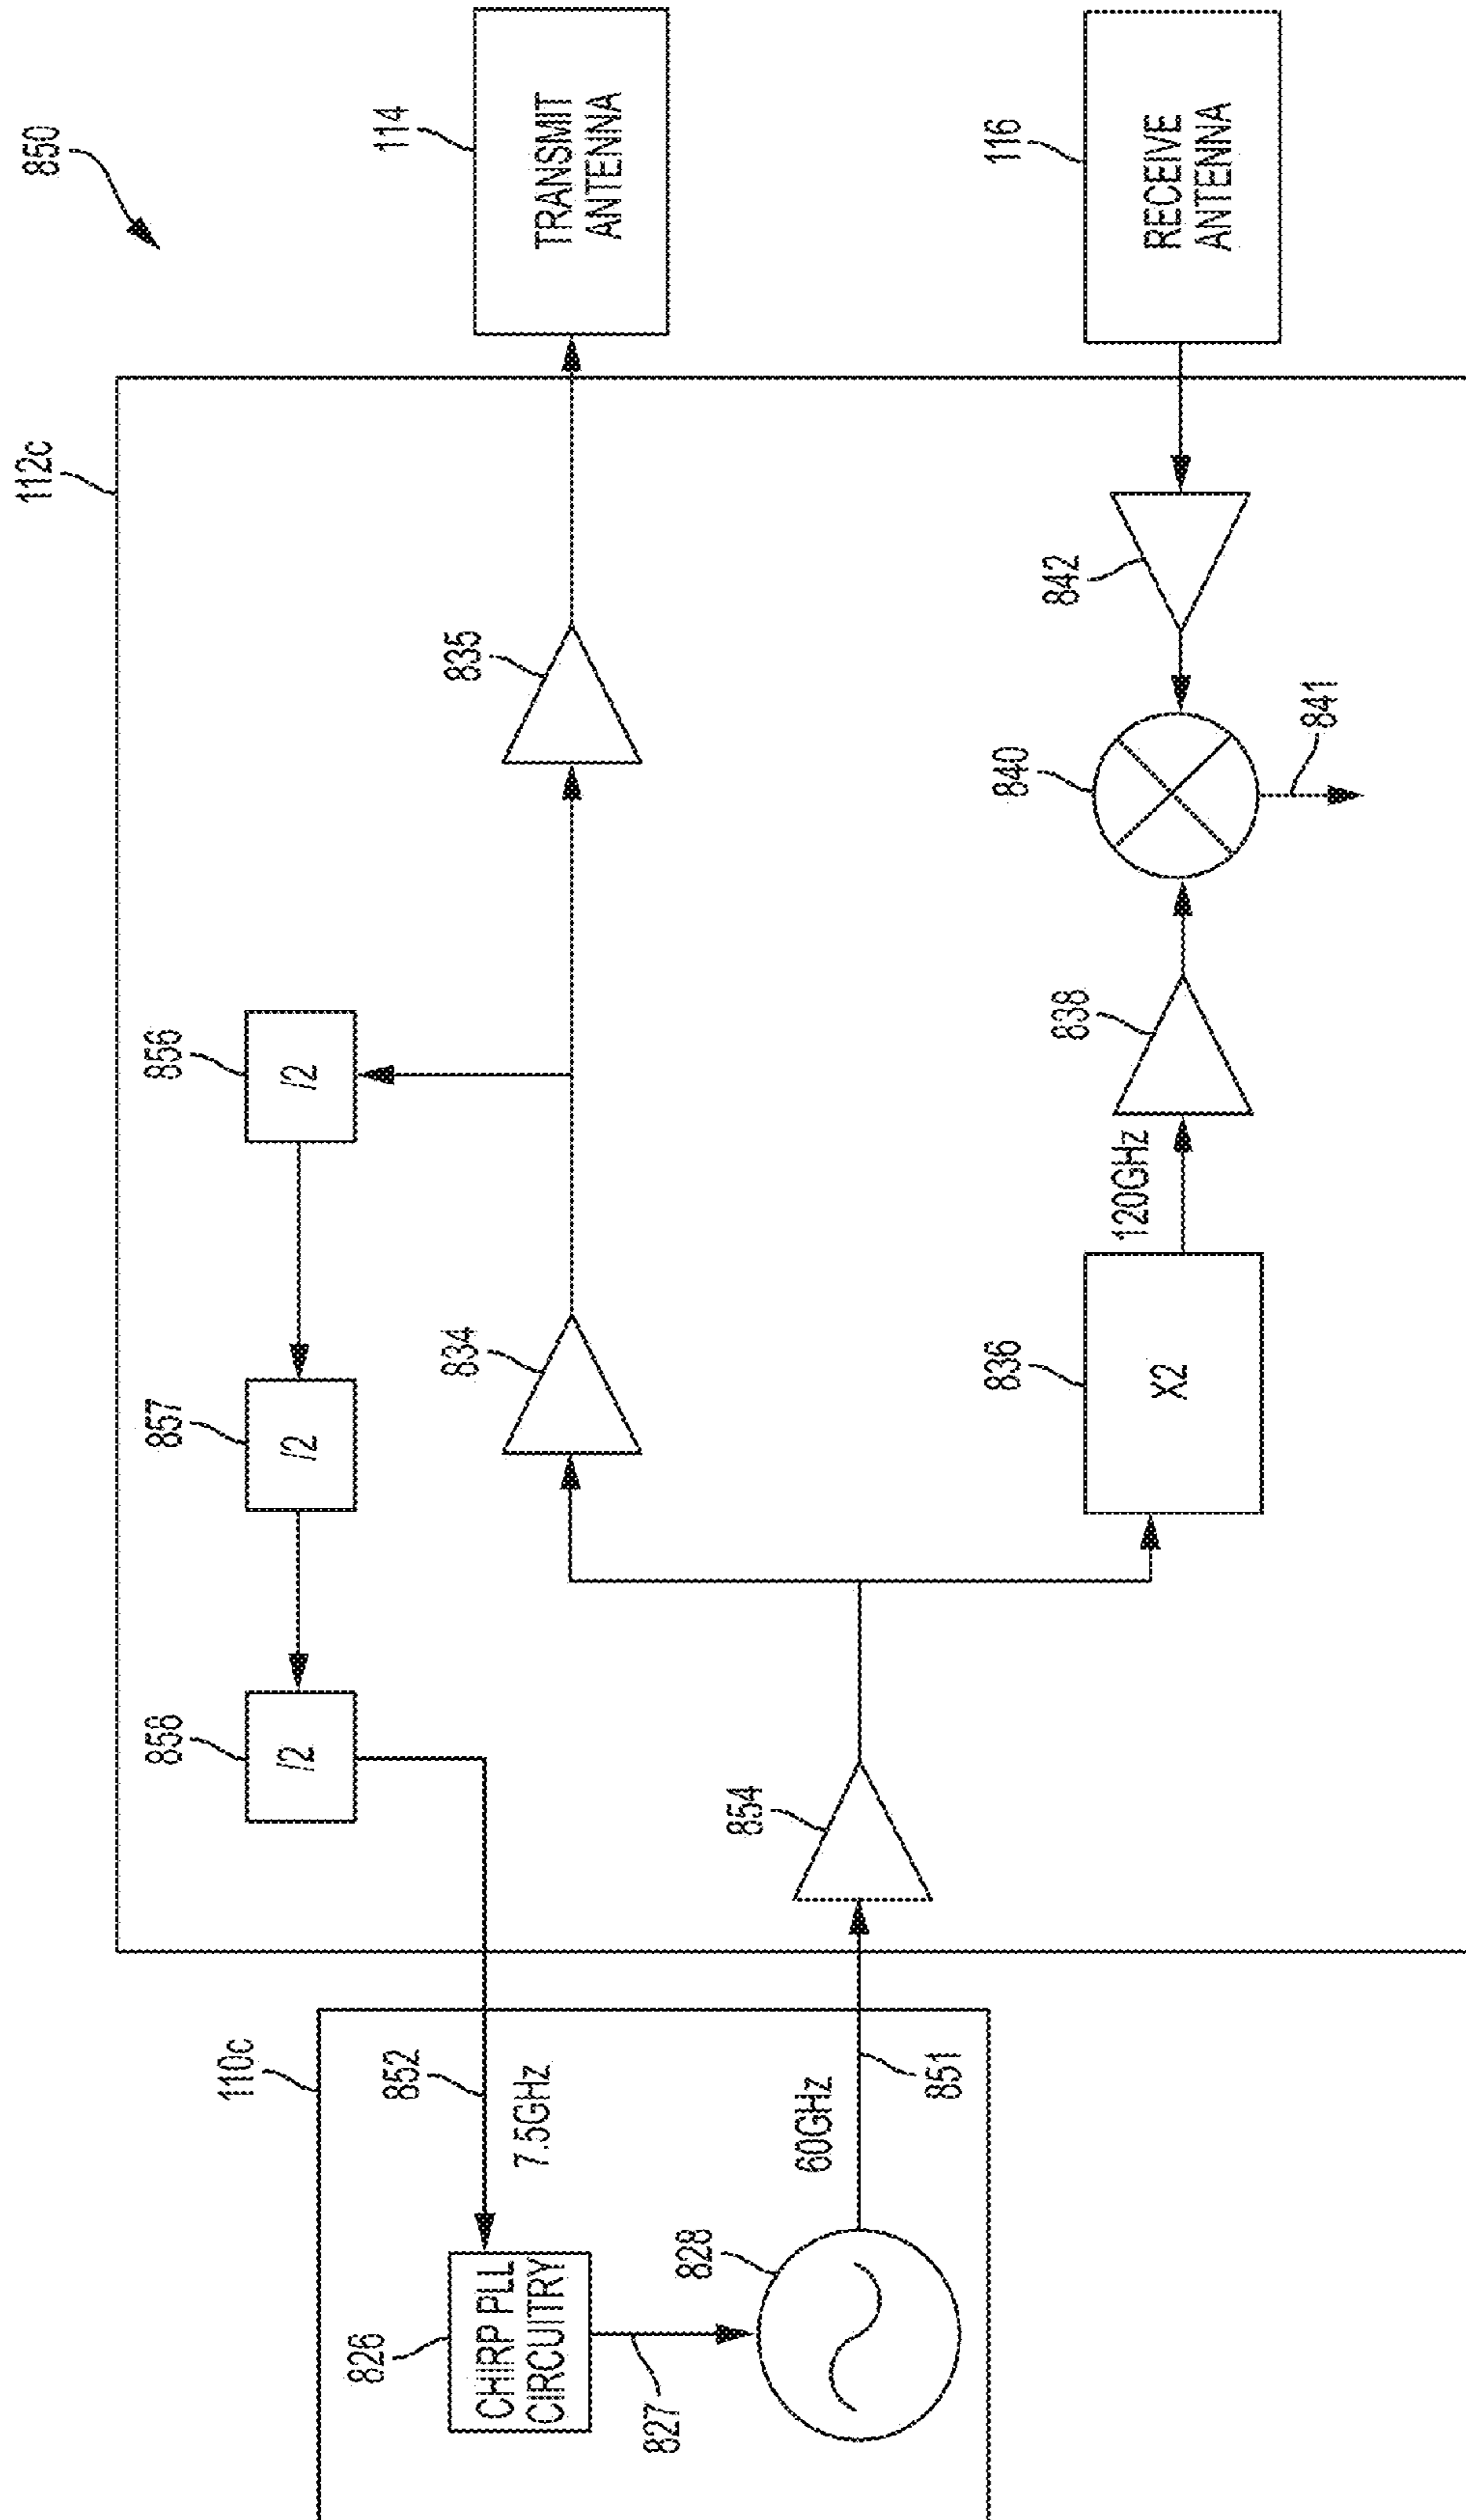 850
112c
110c
858
/2
857
/2
856
/2
852
7.5GHz
826
CHIRP PLL
CIRCUITRY
827
828
60GHz
851
854
834
835
114
TRANSMIT
ANTENNA
836
X2
120GHz
838
840
841
842
116
RECEIVE
ANTENNA